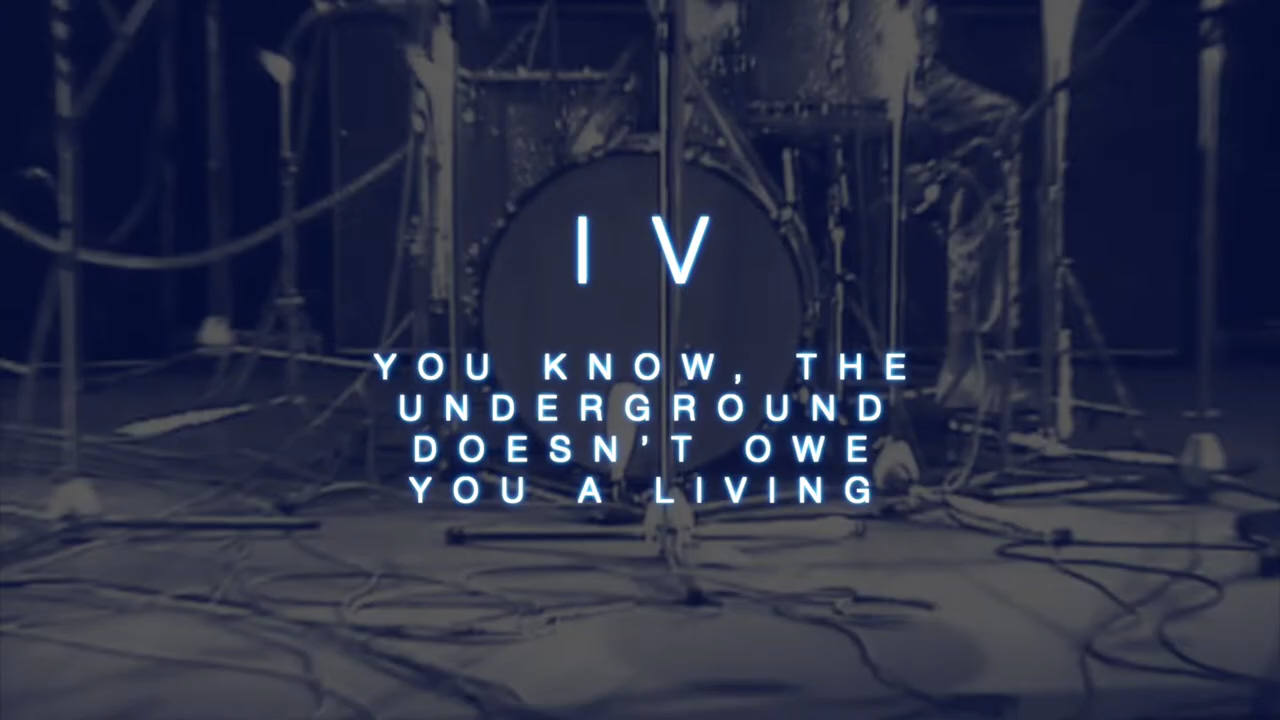 IV
YOU KNOW, THE
UNDERGROUND
DOESN'T OWE
YOU A LIVING